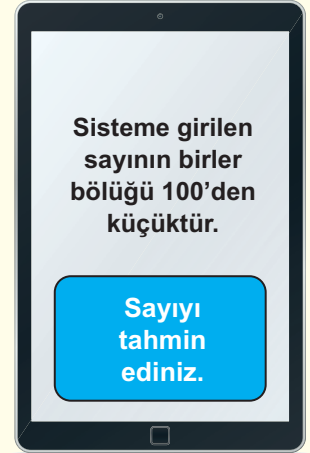 Sisteme girilen
sayının birler
bölüğü 100’den
küçüktür.
Sayıyı
tahmin
ediniz.